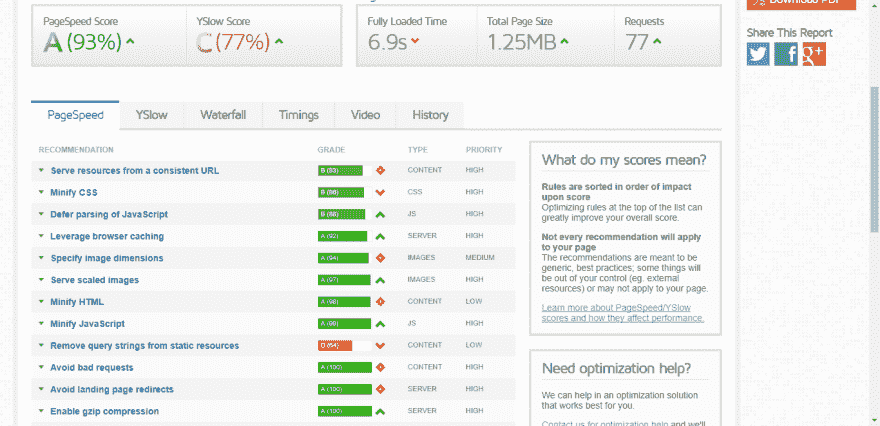 Download PDF
PageSpeed Score
YSlow Score
Fully Loaded Time
Total Page Size
Requests
A (93%)
C (77%)
6.9s
1.25MB
77
Share This Report
PageSpeed
YSlow
Waterfall
Timings
Video
History
RECOMMENDATION GRADE TYPE PRIORITY
Serve resources from a consistent URL CONTENT HIGH
Minify CSS CSS HIGH
Defer parsing of JavaScript JS HIGH
Leverage browser caching A (92) SERVER HIGH
Specify image dimensions A (94) IMAGES MEDIUM
Serve scaled images A (97) IMAGES HIGH
Minify HTML CONTENT LOW
Minify JavaScript JS HIGH
Remove query strings from static resources CONTENT LOW
Avoid bad requests A (100) CONTENT HIGH
Avoid landing page redirects A (100) SERVER HIGH
Enable gzip compression A (100) SERVER HIGH
What do my scores mean?
Rules are sorted in order of impact
upon score
Optimizing rules at the top of the list can
greatly improve your overall score.
Not every recommendation will apply
to your page
The recommendations are meant to be
generic, best practices; some things will
be out of your control (eg. external
resources) or may not apply to your page.
Learn more about PageSpeed/YSlow
scores and how they affect performance.
Need optimization help?
We can help in an optimization solution
that works best for you.
Contact us for optimization help and we'll